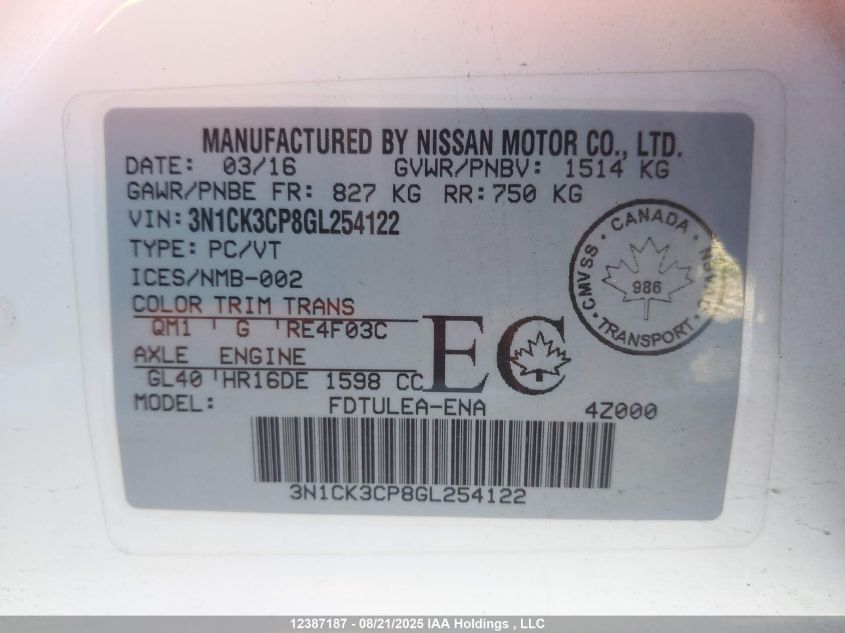 MANUFACTURED BY NISSAN MOTOR CO., LTD.
DATE: 03/16 GVWR/PNBV: 1514 KG
GAWR/PNBE FR: 827 KG RR: 750 KG
VIN: 3N1CK3CP8GL254122
TYPE: PC/VT
ICES/NMB-002
COLOR TRIM TRANS
QM1 G RE4F03C
AXLE ENGINE
GL40 HR16DE 1598 CC
MODEL: FDTULEA-ENA 4Z000
3N1CK3CP8GL254122
EC
CANADA
CMVSS
986
TRANSPORT
12387187 - 08/21/2025 IAA Holdings , LLC